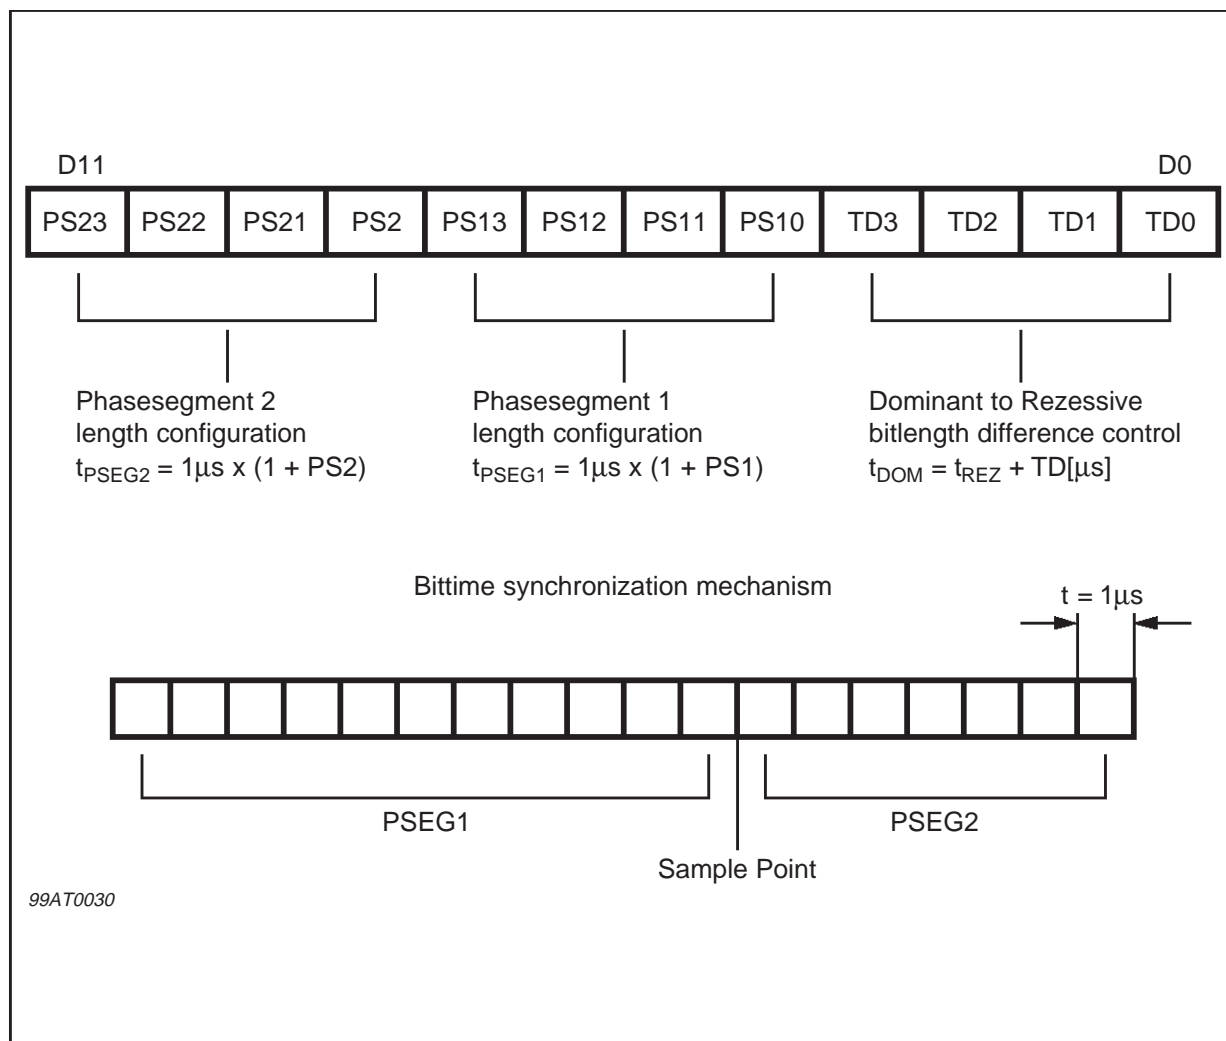 D11 D0
PS23 PS22 PS21 PS2 PS13 PS12 PS11 PS10 TD3 TD2 TD1 TD0
Phasesegment 2
length configuration
tPSEG2 = 1μs x (1 + PS2)
Phasesegment 1
length configuration
tPSEG1 = 1μs x (1 + PS1)
Dominant to Rezessive
bitlength difference control
tDOM = tREZ + TD[μs]
Bittime synchronization mechanism
t = 1μs
PSEG1 PSEG2
Sample Point
99AT0030